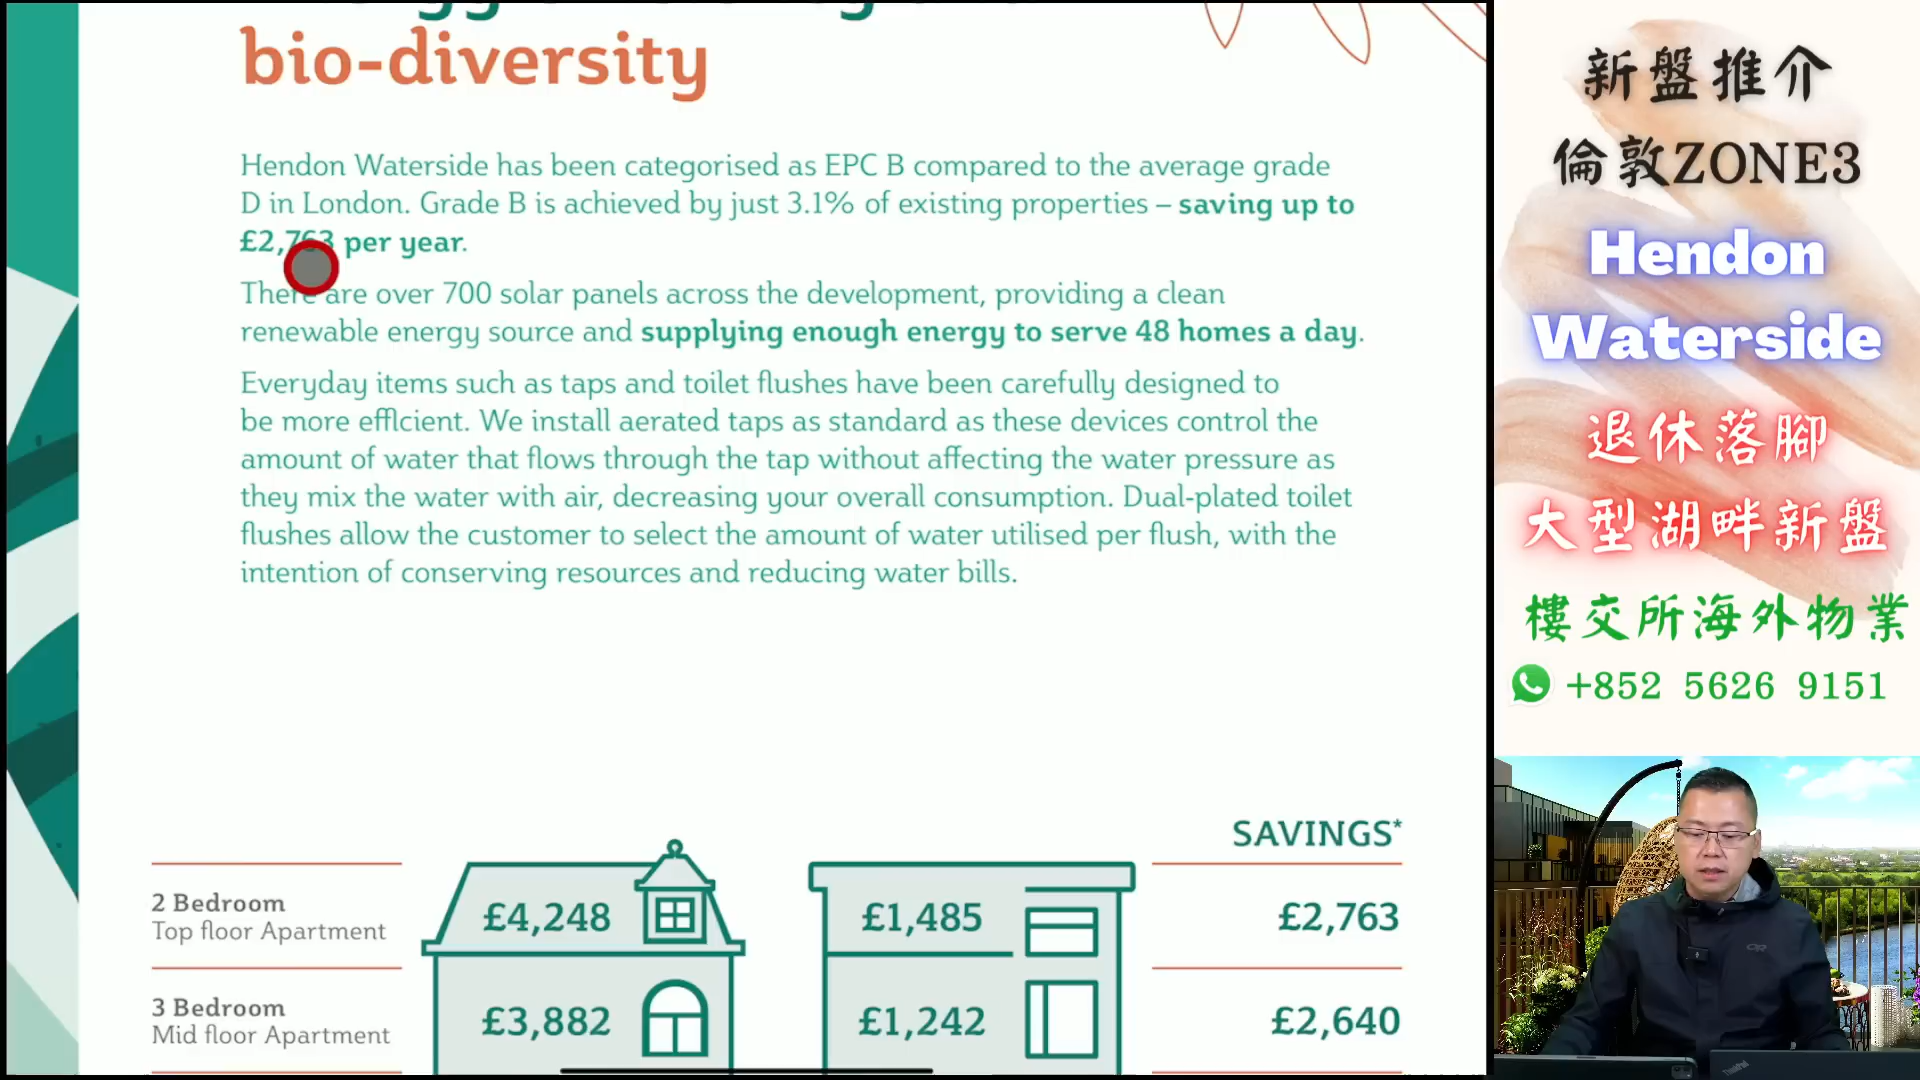 bio-diversity
Hendon Waterside has been categorised as EPC B compared to the average grade
D in London. Grade B is achieved by just 3.1% of existing properties – saving up to
£2,763 per year.
There are over 700 solar panels across the development, providing a clean
renewable energy source and supplying enough energy to serve 48 homes a day.
Everyday items such as taps and toilet flushes have been carefully designed to
be more efficient. We install aerated taps as standard as these devices control the
amount of water that flows through the tap without affecting the water pressure as
they mix the water with air, decreasing your overall consumption. Dual-plated toilet
flushes allow the customer to select the amount of water utilised per flush, with the
intention of conserving resources and reducing water bills.
SAVINGS*
2 Bedroom
Top floor Apartment
£4,248
£1,485
£2,763
3 Bedroom
Mid floor Apartment
£3,882
£1,242
£2,640
新盤推介
倫敦ZONE3
Hendon
Waterside
退休落腳
大型湖畔新盤
樓交所海外物業
+852 5626 9151